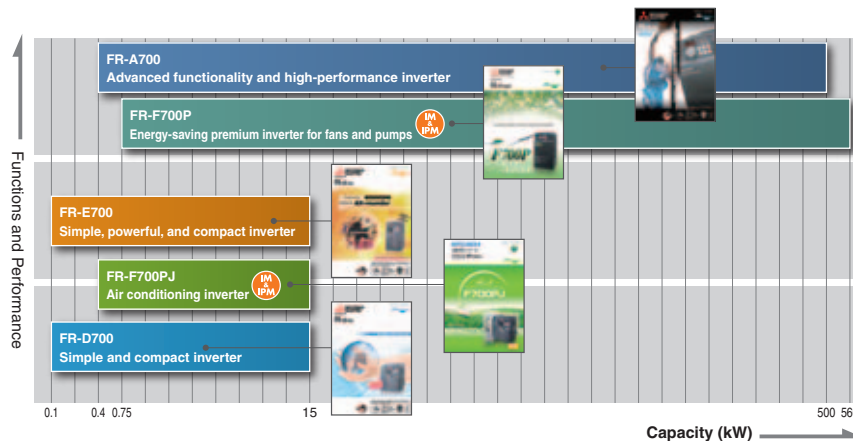 FR-A700
Advanced functionality and high-performance inverter
FR-F700P
Energy-saving premium inverter for fans and pumps
IM
&
IPM
F700P
FR-E700
Simple, powerful, and compact inverter
FR-F700PJ
Air conditioning inverter
IM
&
IPM
F700PJ
FR-D700
Simple and compact inverter
Functions and Performance
0.1 0.4 0.75 15 500 56
Capacity (kW)